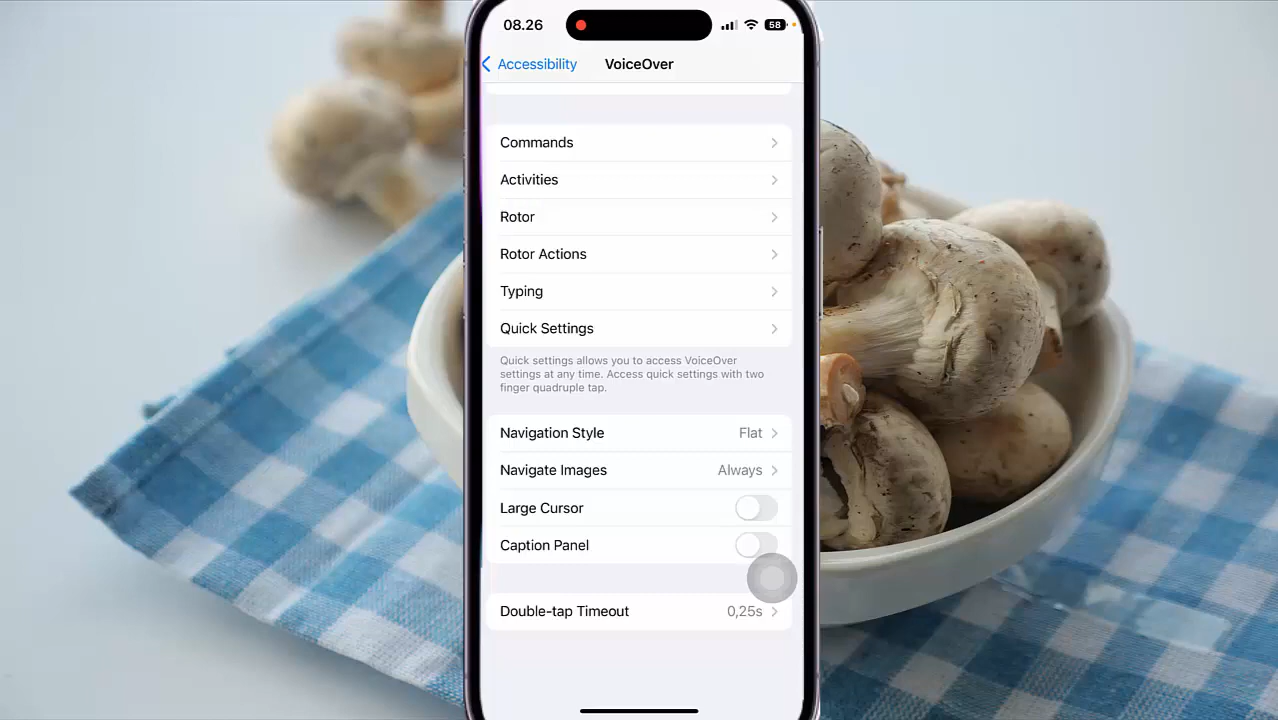 08.26
58
Accessibility
VoiceOver
Commands
Activities
Rotor
Rotor Actions
Typing
Quick Settings
Quick settings allows you to access VoiceOver
settings at any time. Access quick settings with two
finger quadruple tap.
Navigation Style Flat
Navigate Images Always
Large Cursor
Caption Panel
Double-tap Timeout 0,25s